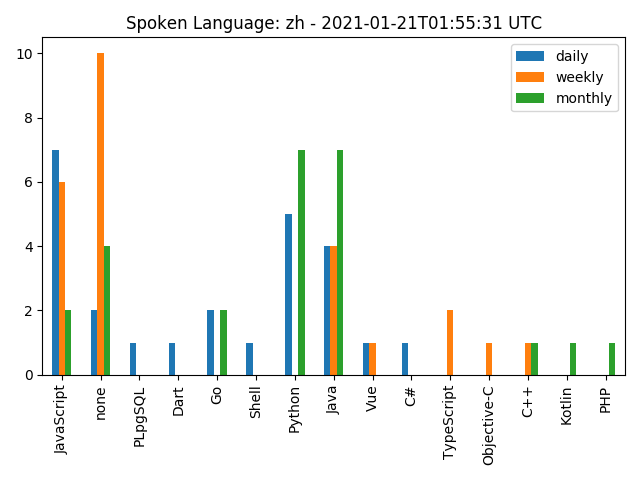 Spoken Language: zh - 2021-01-21T01:55:31 UTC
daily
weekly
monthly
10
8
6
4
2
0
JavaScript
none
PLpgSQL
Dart
Go
Shell
Python
Java
Vue
C#
TypeScript
Objective-C
C++
Kotlin
PHP